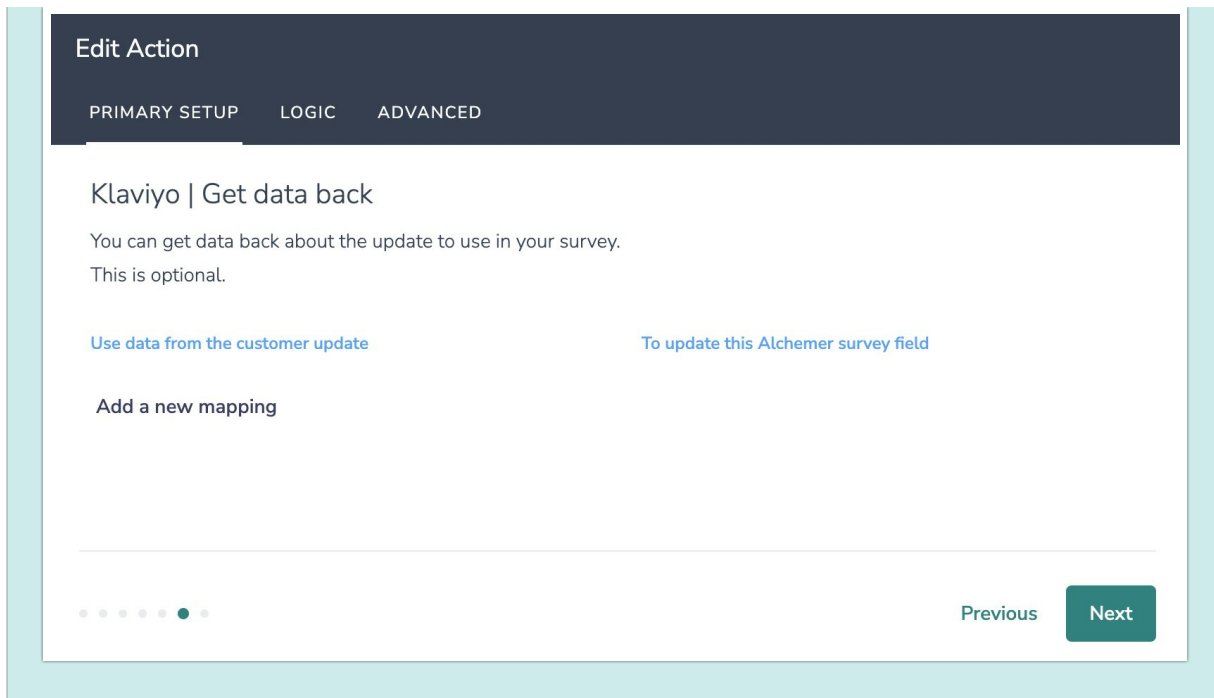 Edit Action
PRIMARY SETUP LOGIC ADVANCED
Klaviyo | Get data back
You can get data back about the update to use in your survey.
This is optional.
Use data from the customer update To update this Alchemer survey field
Add a new mapping
Previous Next